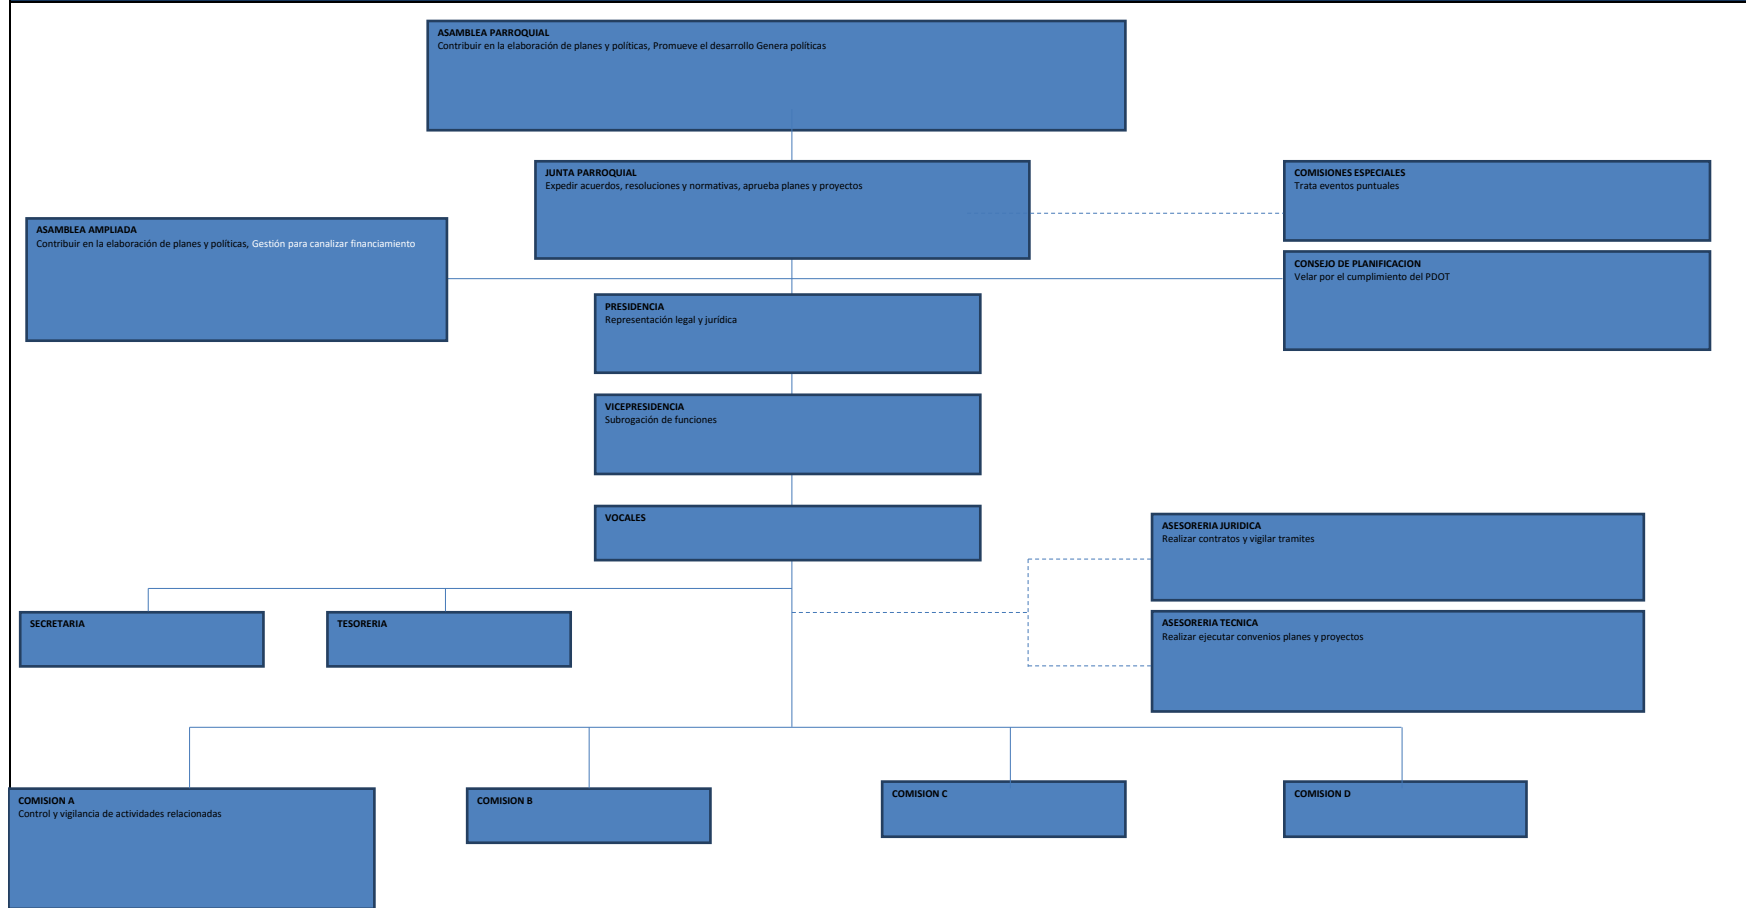 ASAMBLEA PARROQUIAL
Contribuir en la elaboración de planes y políticas, Promueve el desarrollo Genera políticas
JUNTA PARROQUIAL
Expedir acuerdos, resoluciones y normativas, aprueba planes y proyectos
COMISIONES ESPECIALES
Trata eventos puntuales
ASAMBLEA AMPLIADA
Contribuir en la elaboración de planes y políticas, Gestión para canalizar financiamiento
CONSEJO DE PLANIFICACION
Velar por el cumplimiento del PDOT
PRESIDENCIA
Representación legal y jurídica
VICEPRESIDENCIA
Subrogación de funciones
VOCALES
ASESORERIA JURIDICA
Realizar contratos y vigilar tramites
SECRETARIA
TESORERIA
ASESORERIA TECNICA
Realizar ejecutar convenios planes y proyectos
COMISION A
Control y vigilancia de actividades relacionadas
COMISION B
COMISION C
COMISION D